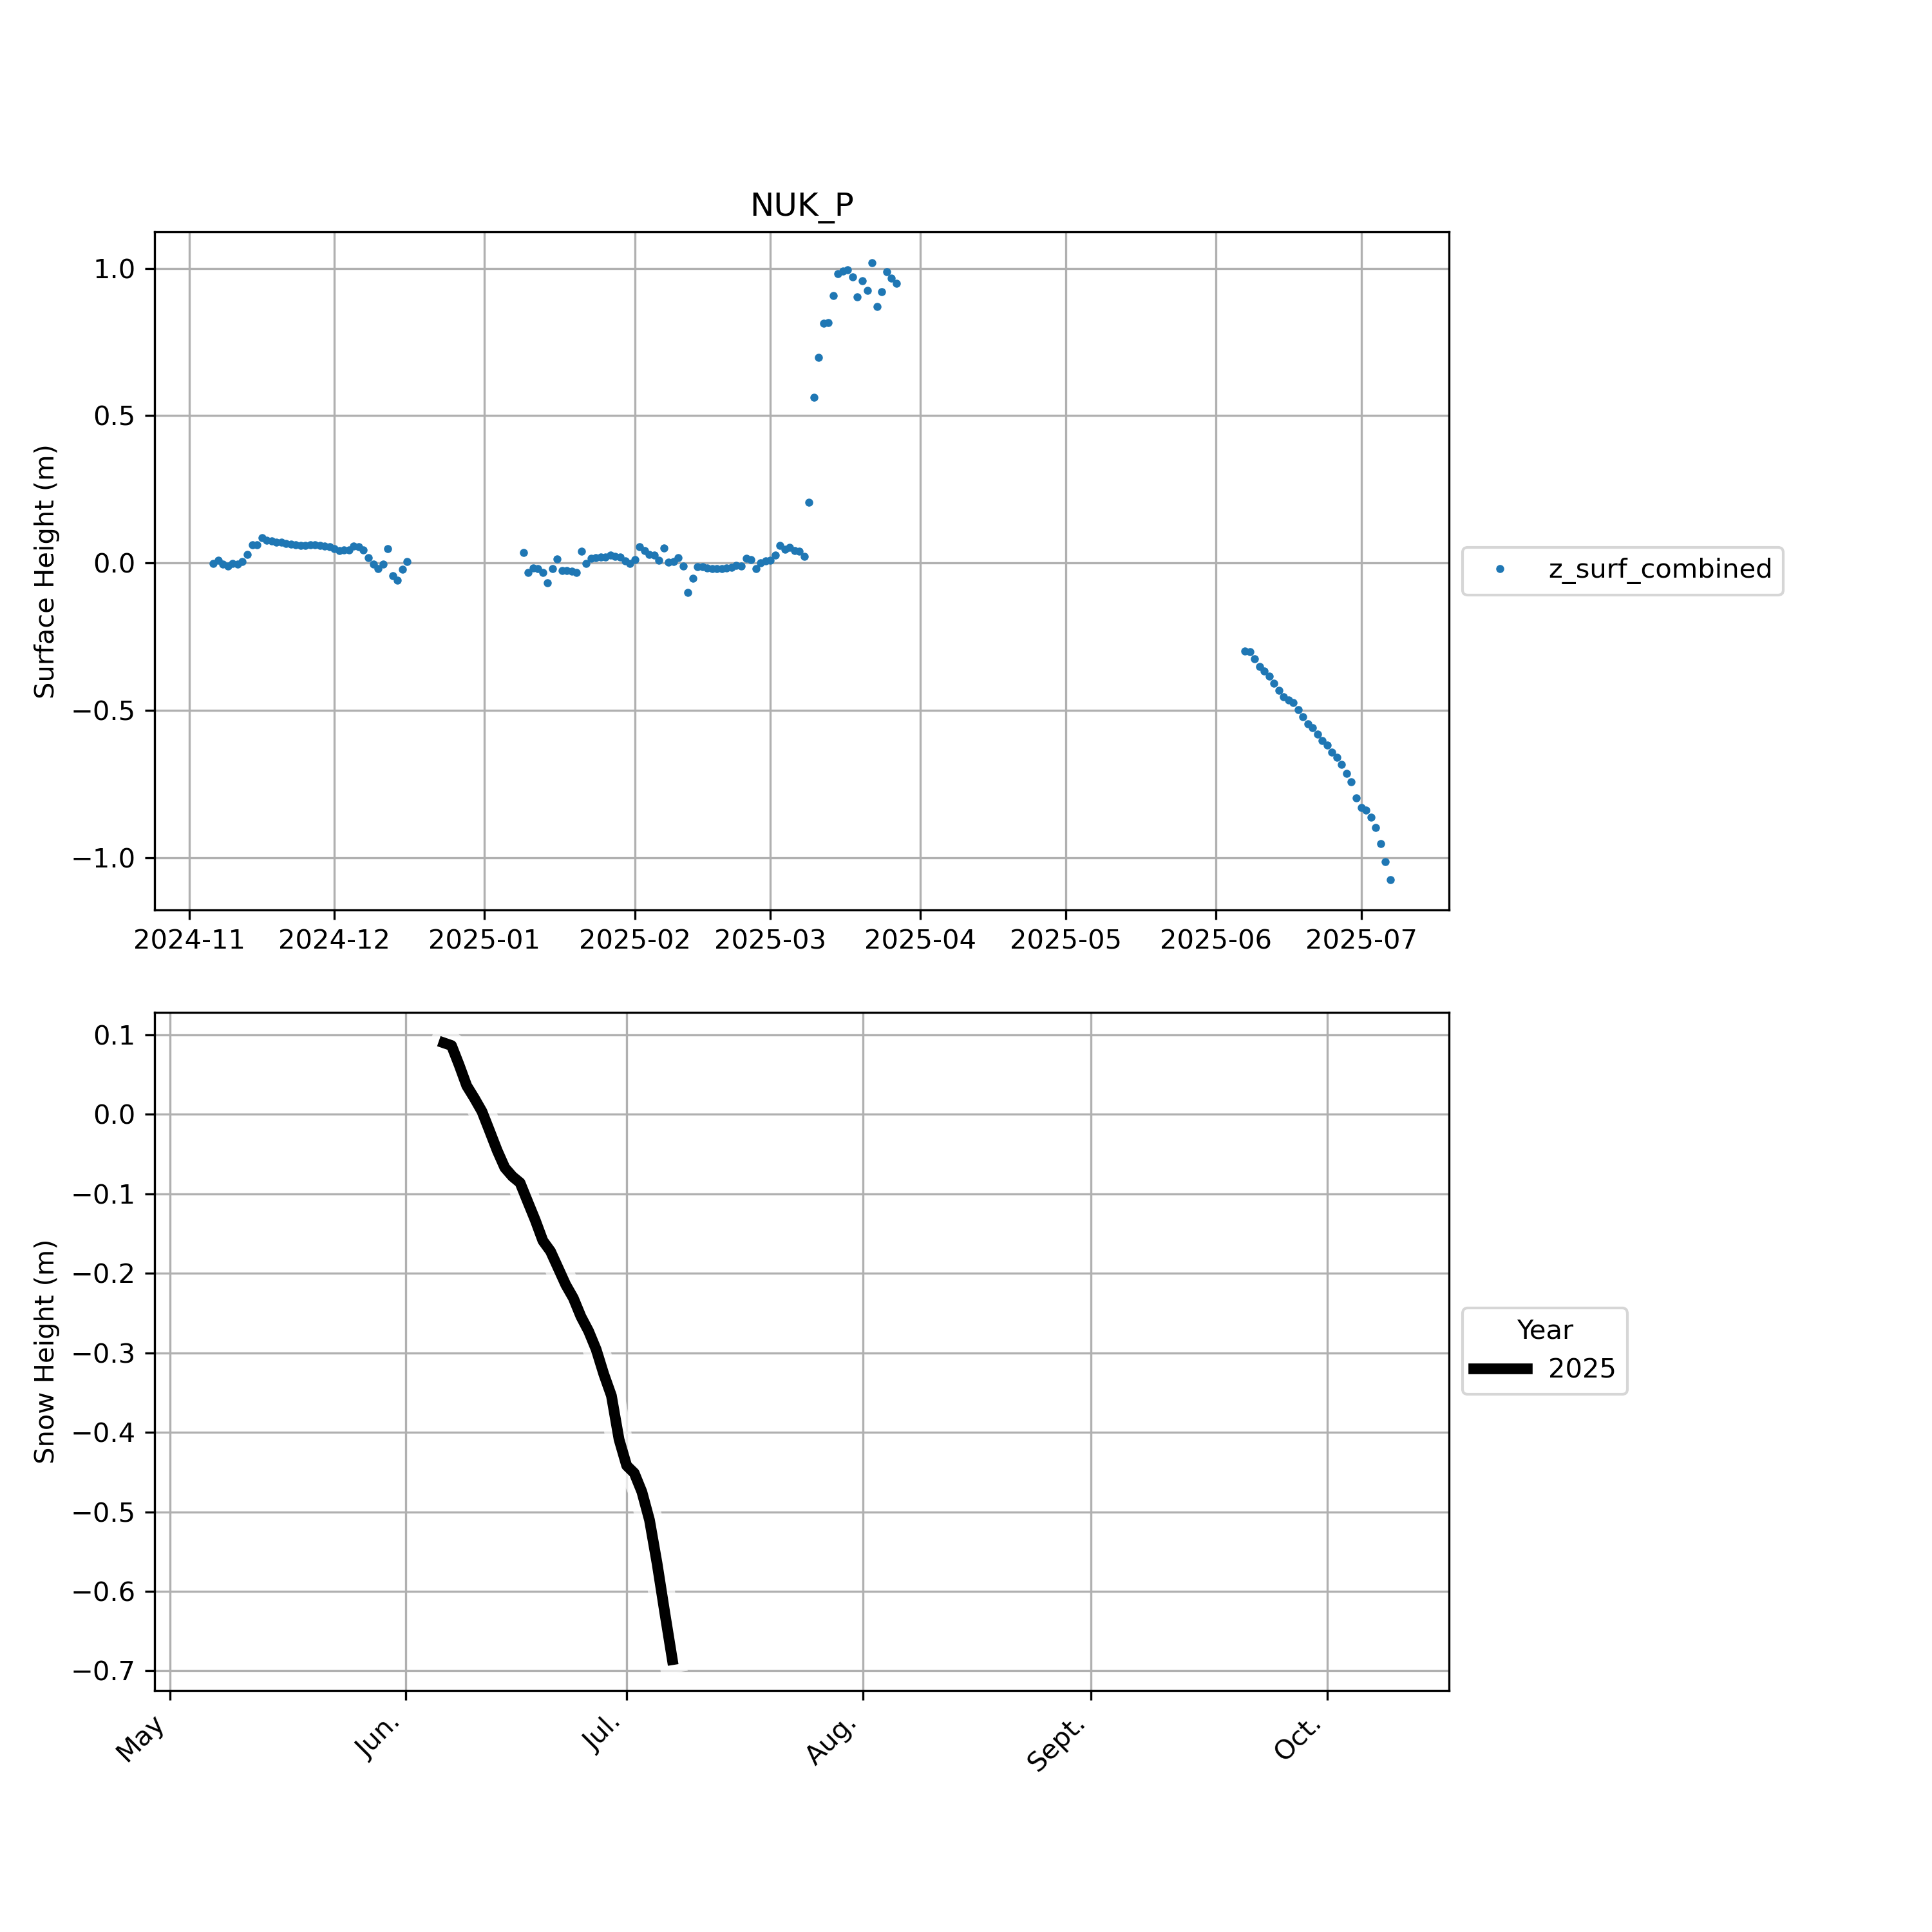 NUK_P
Surface Height (m)
1.0
0.5
0.0
−0.5
−1.0
2024-11 2024-12 2025-01 2025-02 2025-03 2025-04 2025-05 2025-06 2025-07
z_surf_combined
Snow Height (m)
0.1
0.0
−0.1
−0.2
−0.3
−0.4
−0.5
−0.6
−0.7
May Jun. Jul. Aug. Sept. Oct.
Year
2025